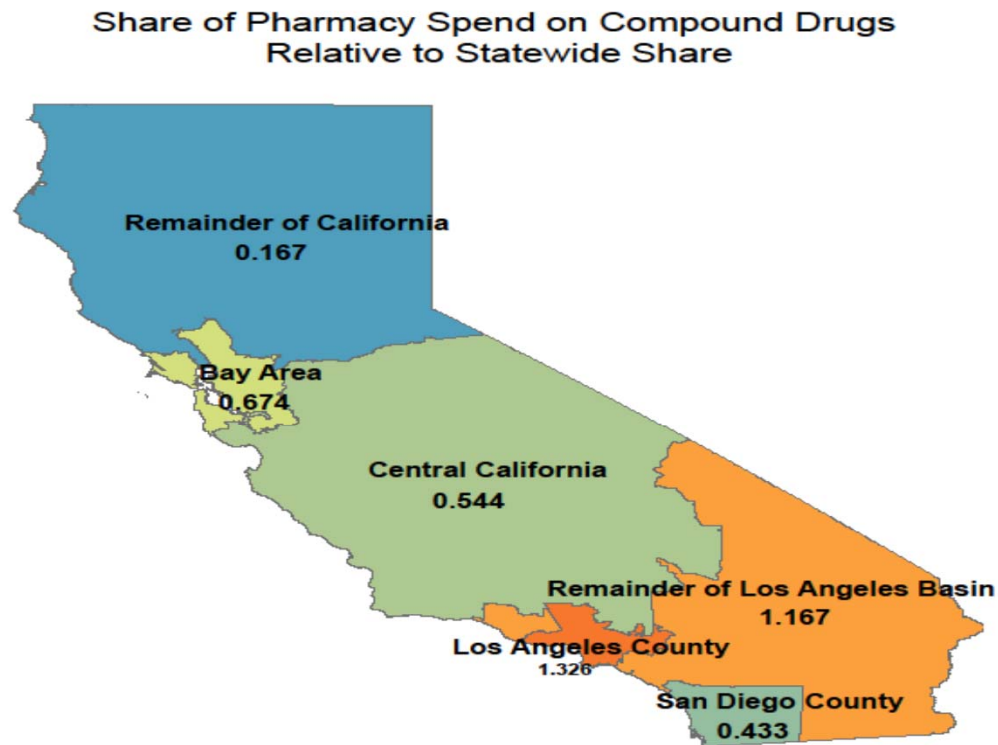 Share of Pharmacy Spend on Compound Drugs
Relative to Statewide Share
Remainder of California
0.167
Bay Area
0.674
Central California
0.544
Remainder of Los Angeles Basin
1.167
Los Angeles County
1.326
San Diego County
0.433